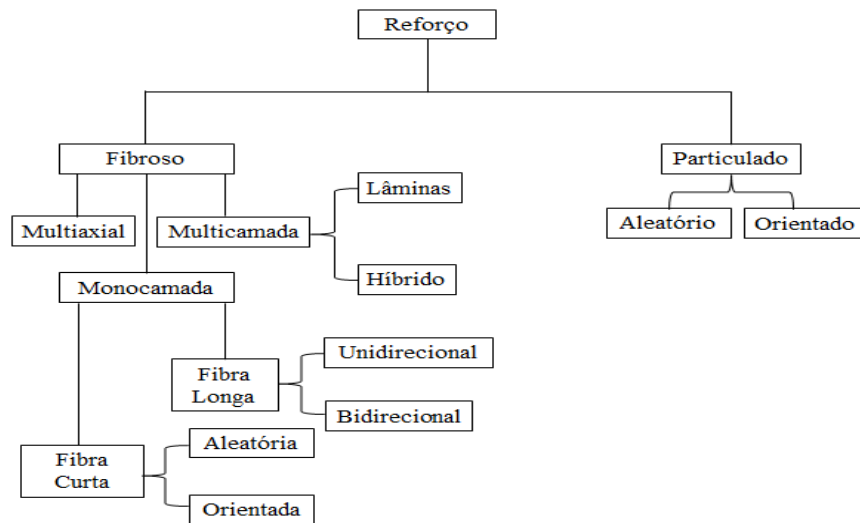 Reforço
Fibroso
Particulado
Lâminas
Multiaxial
Multicamada
Aleatório
Orientado
Híbrido
Monocamada
Unidirecional
Fibra
Longa
Bidirecional
Aleatória
Fibra
Curta
Orientada